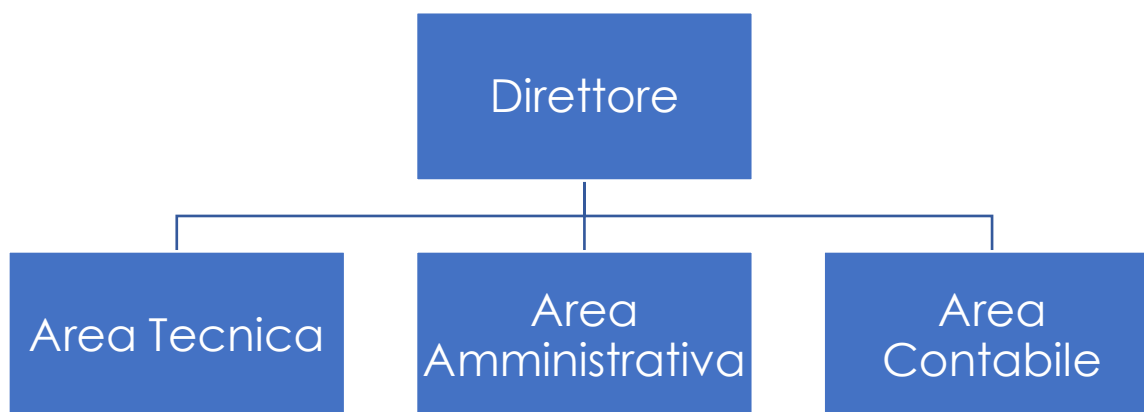 Direttore
Area Tecnica
Area
Amministrativa
Area
Contabile